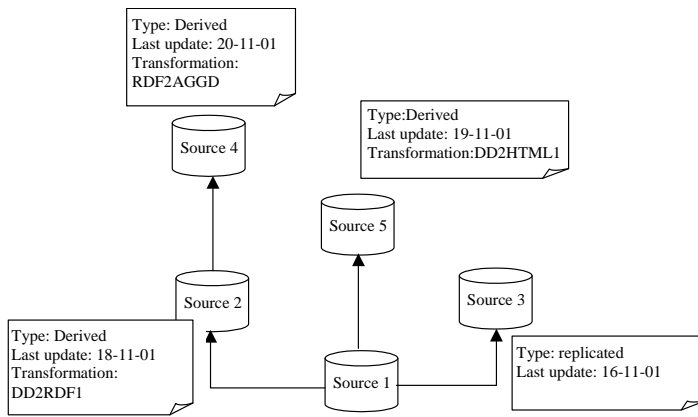 Type: Derived
Last update: 20-11-01
Transformation:
RDF2AGGD
Source 4
Type:Derived
Last update: 19-11-01
Transformation:DD2HTML1
Source 5
Source 2
Source 3
Type: Derived
Last update: 18-11-01
Transformation:
DD2RDF1
Source 1
Type: replicated
Last update: 16-11-01